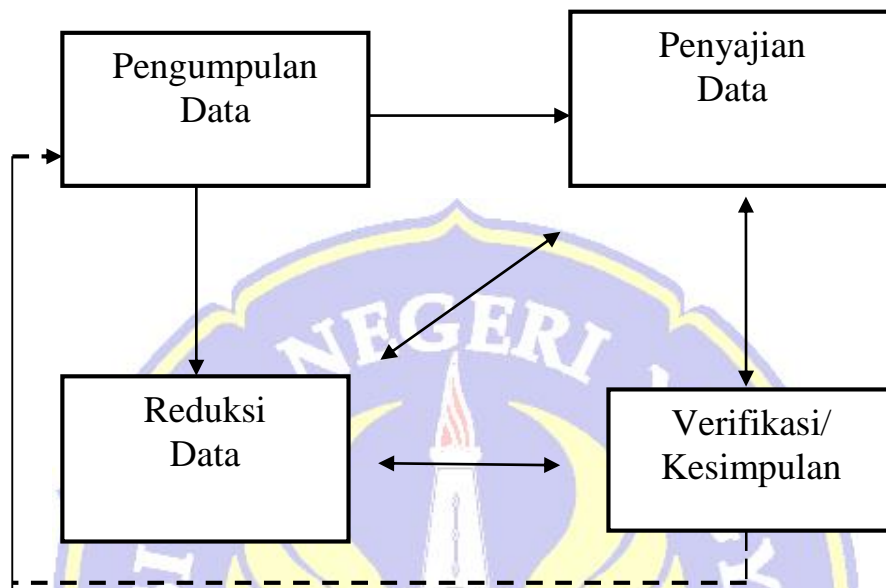 Pengumpulan
Data
Penyajian
Data
NEGERI
Reduksi
Data
Verifikasi/
Kesimpulan